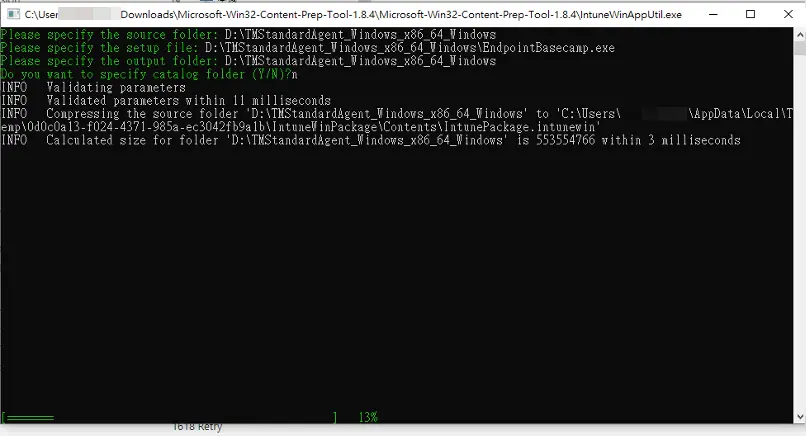 C:\User Downloads\Microsoft-Win32-Content-Prep-Tool-1.8.4\Microsoft-Win32-Content-Prep-Tool-1.8.4\IntuneWinAppUtil.exe
Please specify the source folder: D:\TMStandardAgent_Windows_x86_64_Windows
Please specify the setup file: D:\TMStandardAgent_Windows_x86_64_Windows\EndpointBasecamp.exe
Please specify the output folder: D:\TMStandardAgent_Windows_x86_64_Windows
Do you want to specify catalog folder (Y/N)?n
INFO   Validating parameters
INFO   Validated parameters within 11 milliseconds
INFO   Compressing the source folder 'D:\TMStandardAgent_Windows_x86_64_Windows' to 'C:\Users\ \AppData\Local\T
emp\0d0c0a13-f024-4371-985a-ec3042fb9a1b\IntuneWinPackage\Contents\IntunePackage.intunewin'
INFO   Calculated size for folder 'D:\TMStandardAgent_Windows_x86_64_Windows' is 553554766 within 3 milliseconds
[======= ]   13%
1618 Retry